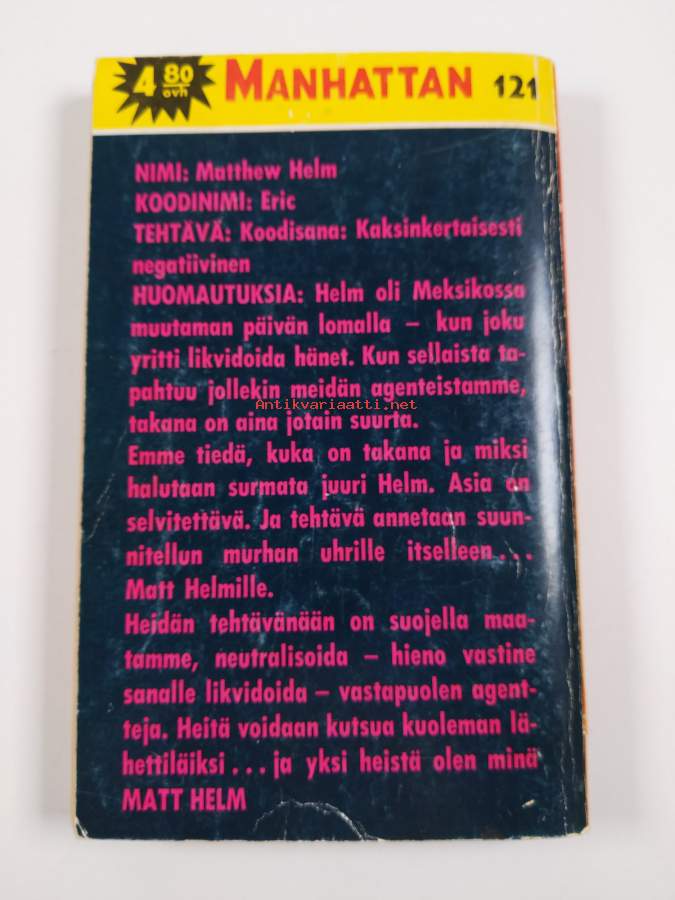 4 80
ovh
MANHATTAN 121
NIMI: Matthew Helm
KOODINIMI: Eric
TEHTÄVÄ: Koodisana: Kaksinkertaisesti
negatiivinen
HUOMAUTUKSIA: Helm oli Meksikossa
muutaman päivän lomalla – kun joku
yritti likvidoida hänet. Kun sellaista ta-
pahtuu jollekin meidän agenteistamme,
Antikvariaatti.net
takana on aina jotain suurta.
Emme tiedä, kuka on takana ja miksi
halutaan surmata juuri Helm. Asia on
selvitettävä. Ja tehtävä annetaan suun-
nitellun murhan uhrille itselleen...
Matt Helmille.
Heidän tehtävänään on suojella maa-
tamme, neutralisoida – hieno vastine
sanalle likvidoida – vastapuolen agent-
teja. Heitä voidaan kutsua kuoleman lä-
hettiläiksi... ja yksi heistä olen minä
MATT HELM